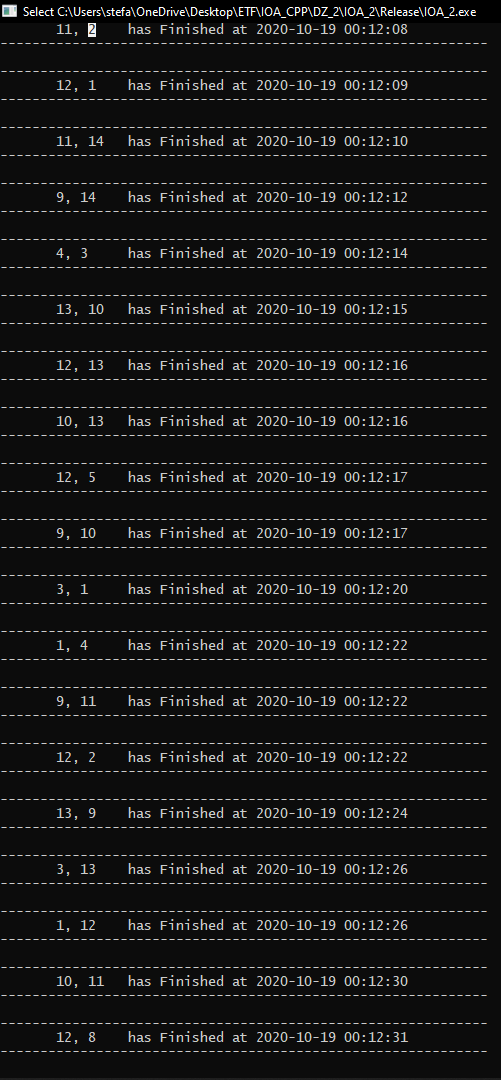 Select C:\Users\stefa\OneDrive\Desktop\ETF\IOA_CPP\DZ_2\IOA_2\Release\IOA_2.exe
11, 2 has Finished at 2020-10-19 00:12:08
12, 1 has Finished at 2020-10-19 00:12:09
11, 14 has Finished at 2020-10-19 00:12:10
9, 14 has Finished at 2020-10-19 00:12:12
4, 3 has Finished at 2020-10-19 00:12:14
13, 10 has Finished at 2020-10-19 00:12:15
12, 13 has Finished at 2020-10-19 00:12:16
10, 13 has Finished at 2020-10-19 00:12:16
12, 5 has Finished at 2020-10-19 00:12:17
9, 10 has Finished at 2020-10-19 00:12:17
3, 1 has Finished at 2020-10-19 00:12:20
1, 4 has Finished at 2020-10-19 00:12:22
9, 11 has Finished at 2020-10-19 00:12:22
12, 2 has Finished at 2020-10-19 00:12:22
13, 9 has Finished at 2020-10-19 00:12:24
3, 13 has Finished at 2020-10-19 00:12:26
1, 12 has Finished at 2020-10-19 00:12:26
10, 11 has Finished at 2020-10-19 00:12:30
12, 8 has Finished at 2020-10-19 00:12:31